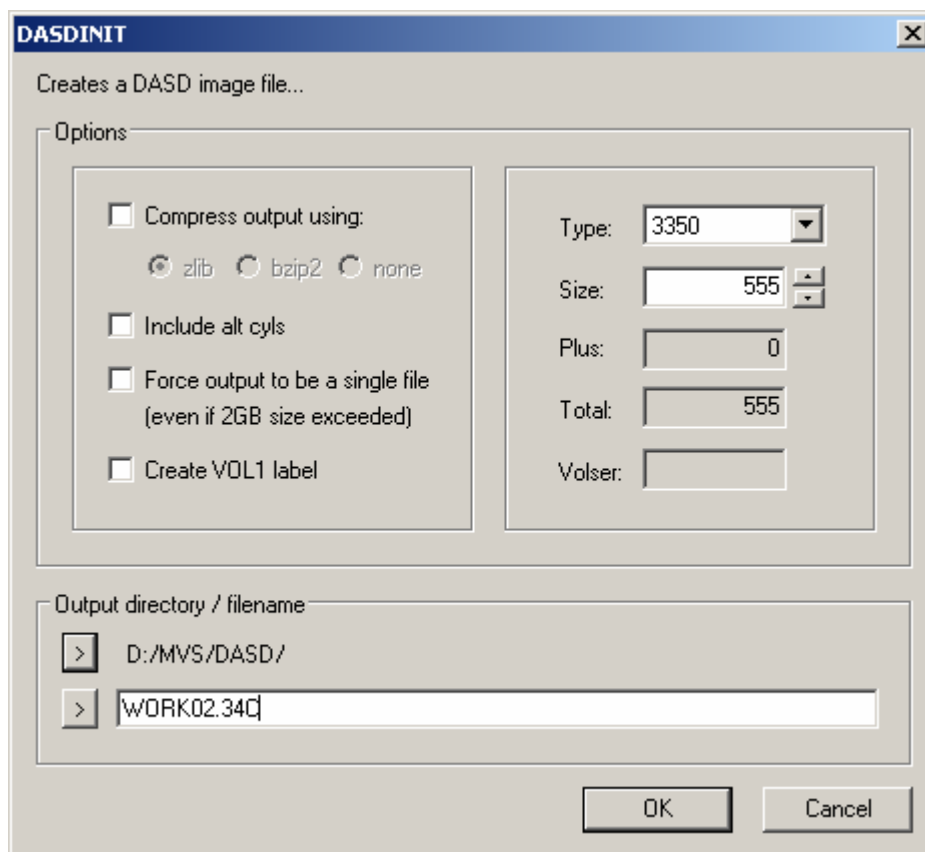 DASDINIT
Creates a DASD image file...
Options
Compress output using:
zlib bzip2 none
Include alt cyls
Force output to be a single file
(even if 2GB size exceeded)
Create VOL1 label
Type: 3350
Size: 555
Plus: 0
Total: 555
Volser:
Output directory / filename
> D:/MVS/DASD/
> WORK02.34C
OK Cancel